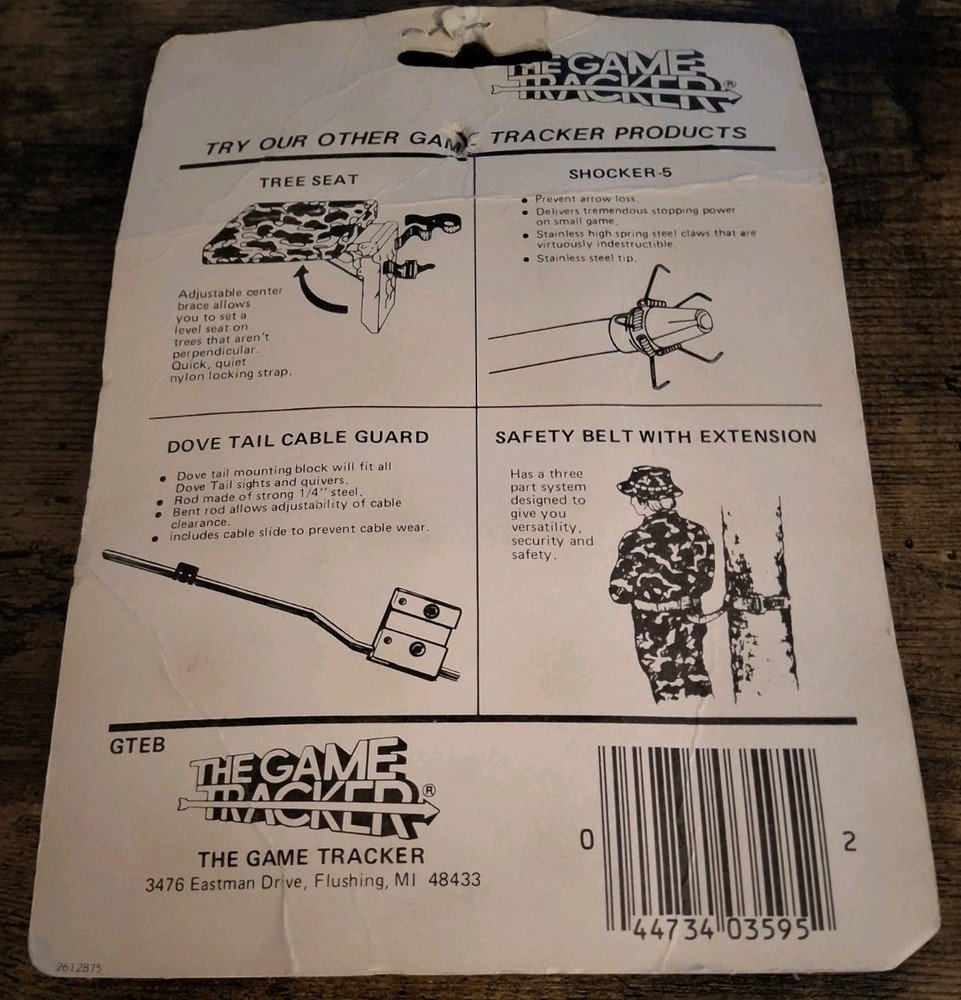 THE GAME
TRACKER®
TRY OUR OTHER GAME TRACKER PRODUCTS
TREE SEAT
Adjustable center
brace allows
you to set a
level seat on
trees that aren't
perpendicular.
Quick, quiet
nylon locking strap.
SHOCKER-5
• Prevent arrow loss.
• Delivers tremendous stopping power
on small game.
• Stainless high spring steel claws that are
virtuously indestructible.
• Stainless steel tip.
DOVE TAIL CABLE GUARD
• Dove tail mounting block will fit all
Dove Tail sights and quivers.
• Rod made of strong 1/4'' steel.
• Bent rod allows adjustability of cable
clearance.
• includes cable slide to prevent cable wear.
SAFETY BELT WITH EXTENSION
Has a three
part system
designed to
give you
versatility,
security and
safety.
GTEB
THE GAME
TRACKER®
THE GAME TRACKER
3476 Eastman Drive, Flushing, MI 48433
0 44734 03595 2
2612875